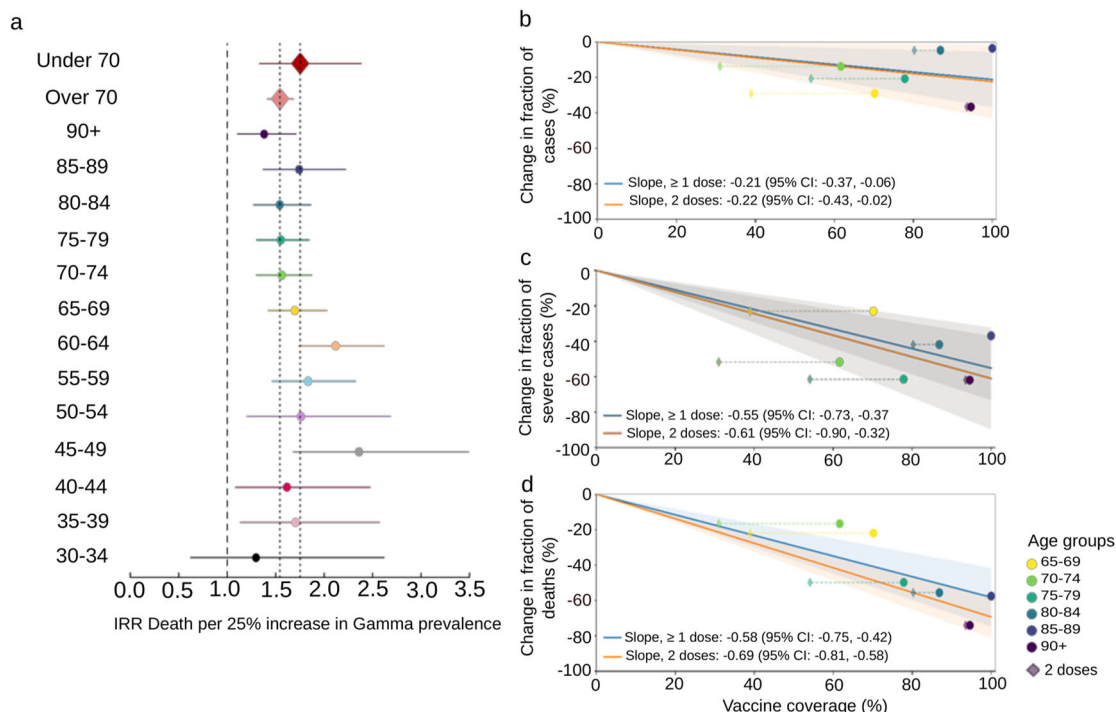 a
Under 70
Over 70
90+
85-89
80-84
75-79
70-74
65-69
60-64
55-59
50-54
45-49
40-44
35-39
30-34
0.0 0.5 1.0 1.5 2.0 2.5 3.0 3.5
IRR Death per 25% increase in Gamma prevalence
b
Change in fraction of
cases (%)
0
-20
-40
-60
-80
-100
Slope, ≥ 1 dose: -0.21 (95% CI: -0.37, -0.06)
Slope, 2 doses: -0.22 (95% CI: -0.43, -0.02)
0 20 40 60 80 100
c
Change in fraction of
severe cases (%)
0
-20
-40
-60
-80
-100
Slope, ≥ 1 dose: -0.55 (95% CI: -0.73, -0.37
Slope, 2 doses: -0.61 (95% CI: -0.90, -0.32)
0 20 40 60 80 100
d
Change in fraction of
deaths (%)
0
-20
-40
-60
-80
-100
Slope, ≥ 1 dose: -0.58 (95% CI: -0.75, -0.42)
Slope, 2 doses: -0.69 (95% CI: -0.81, -0.58)
0 20 40 60 80 100
Vaccine coverage (%)
Age groups
65-69
70-74
75-79
80-84
85-89
90+
2 doses